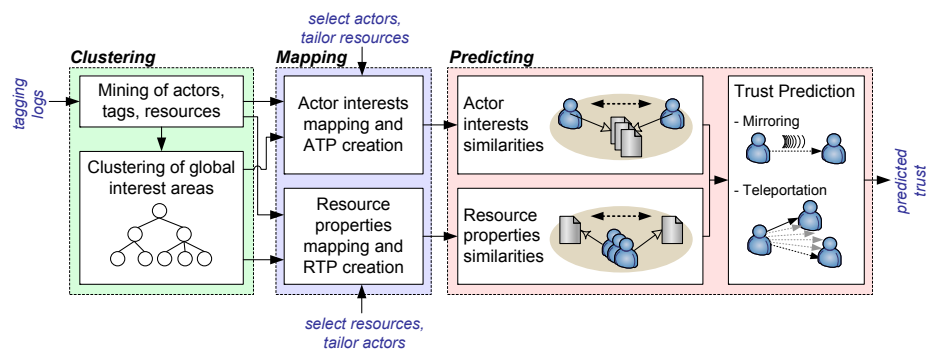 select actors,
tailor resources
Clustering
Mapping
Predicting
tagging
logs
Mining of actors,
tags, resources
Clustering of global
interest areas
Actor interests
mapping and
ATP creation
Resource
properties
mapping and
RTP creation
Actor
interests
similarities
Resource
properties
similarities
Trust Prediction
- Mirroring
- Teleportation
predicted
trust
select resources,
tailor actors